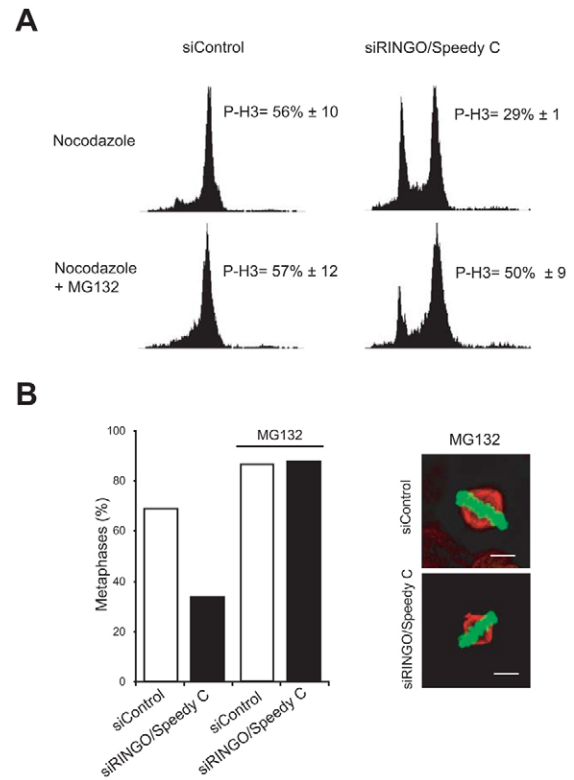 A
siControl
siRINGO/Speedy C
Nocodazole
P-H3= 56% ± 10
P-H3= 29% ± 1
Nocodazole
+ MG132
P-H3= 57% ± 12
P-H3= 50% ± 9
B
MG132
MG132
Metaphases (%)
100
80
60
40
20
0
siControl
siRINGO/Speedy C
siControl
siRINGO/Speedy C
siControl
siRINGO/Speedy C